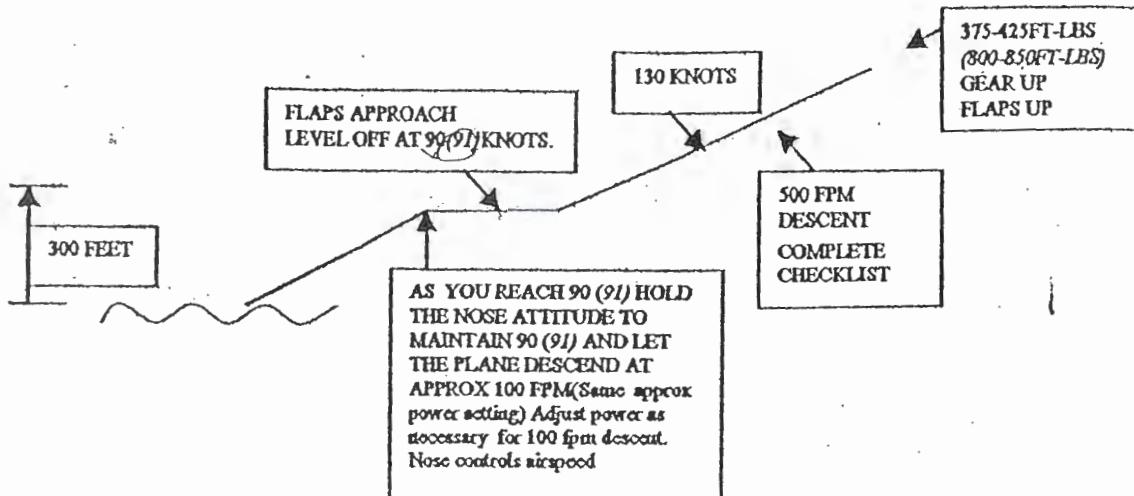 375-425FT-LBS
(800-850FT-LBS)
GEAR UP
FLAPS UP
130 KNOTS
FLAPS APPROACH
LEVEL OFF AT 90(91)KNOTS.
500 FPM
DESCENT
COMPLETE
CHECKLIST
300 FEET
AS YOU REACH 90 (91) HOLD
THE NOSE ATTITUDE TO
MAINTAIN 90 (91) AND LET
THE PLANE DESCEND AT
APPROX 100 FPM(Same approx
power setting) Adjust power as
necessary for 100 fpm descent.
Nose controls airspeed